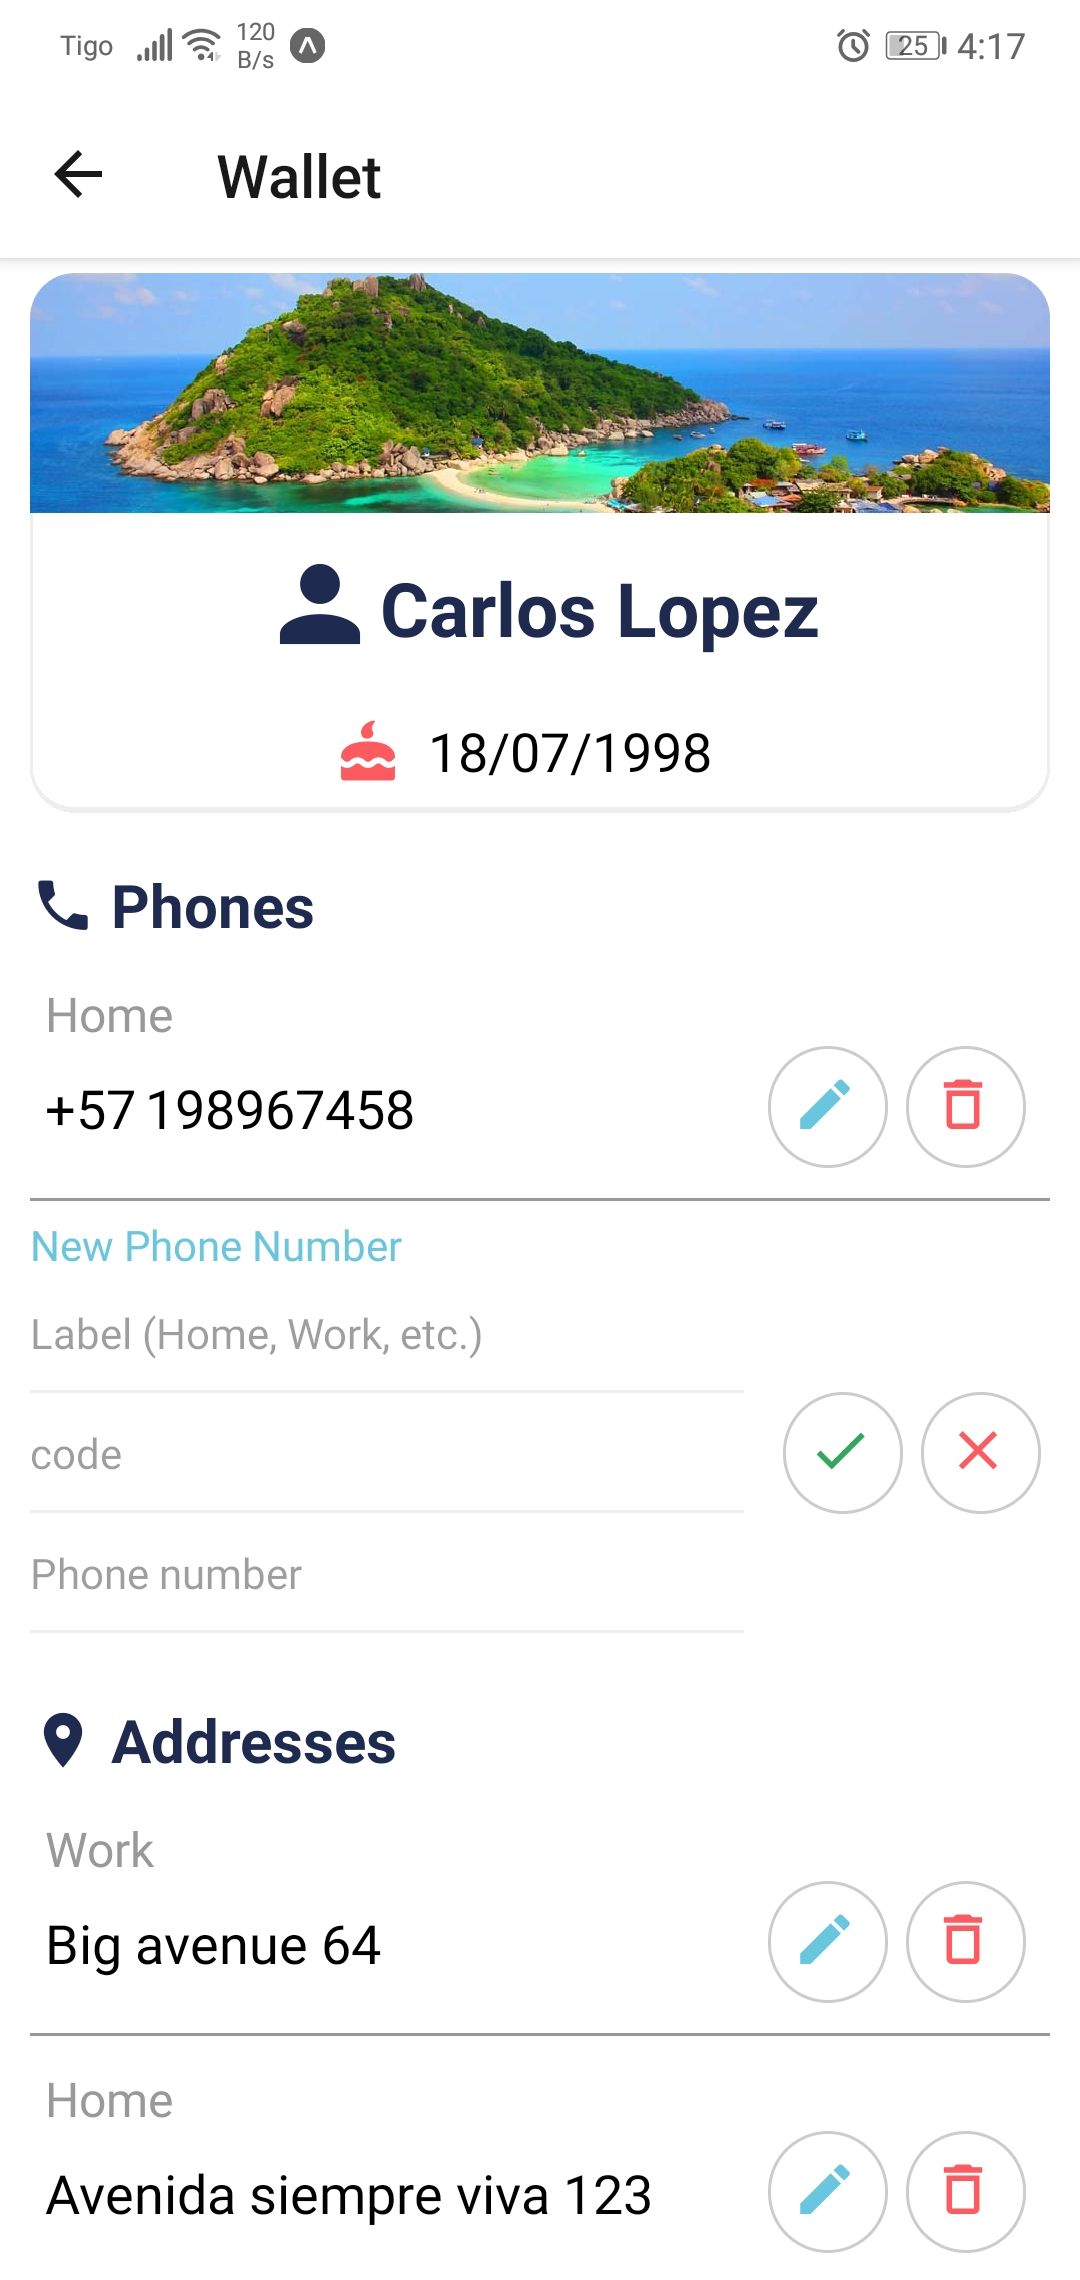 Tigo 120 B/s 25 4:17
Wallet
Carlos Lopez
18/07/1998
Phones
Home
+57 198967458
New Phone Number
Label (Home, Work, etc.)
code
Phone number
Addresses
Work
Big avenue 64
Home
Avenida siempre viva 123